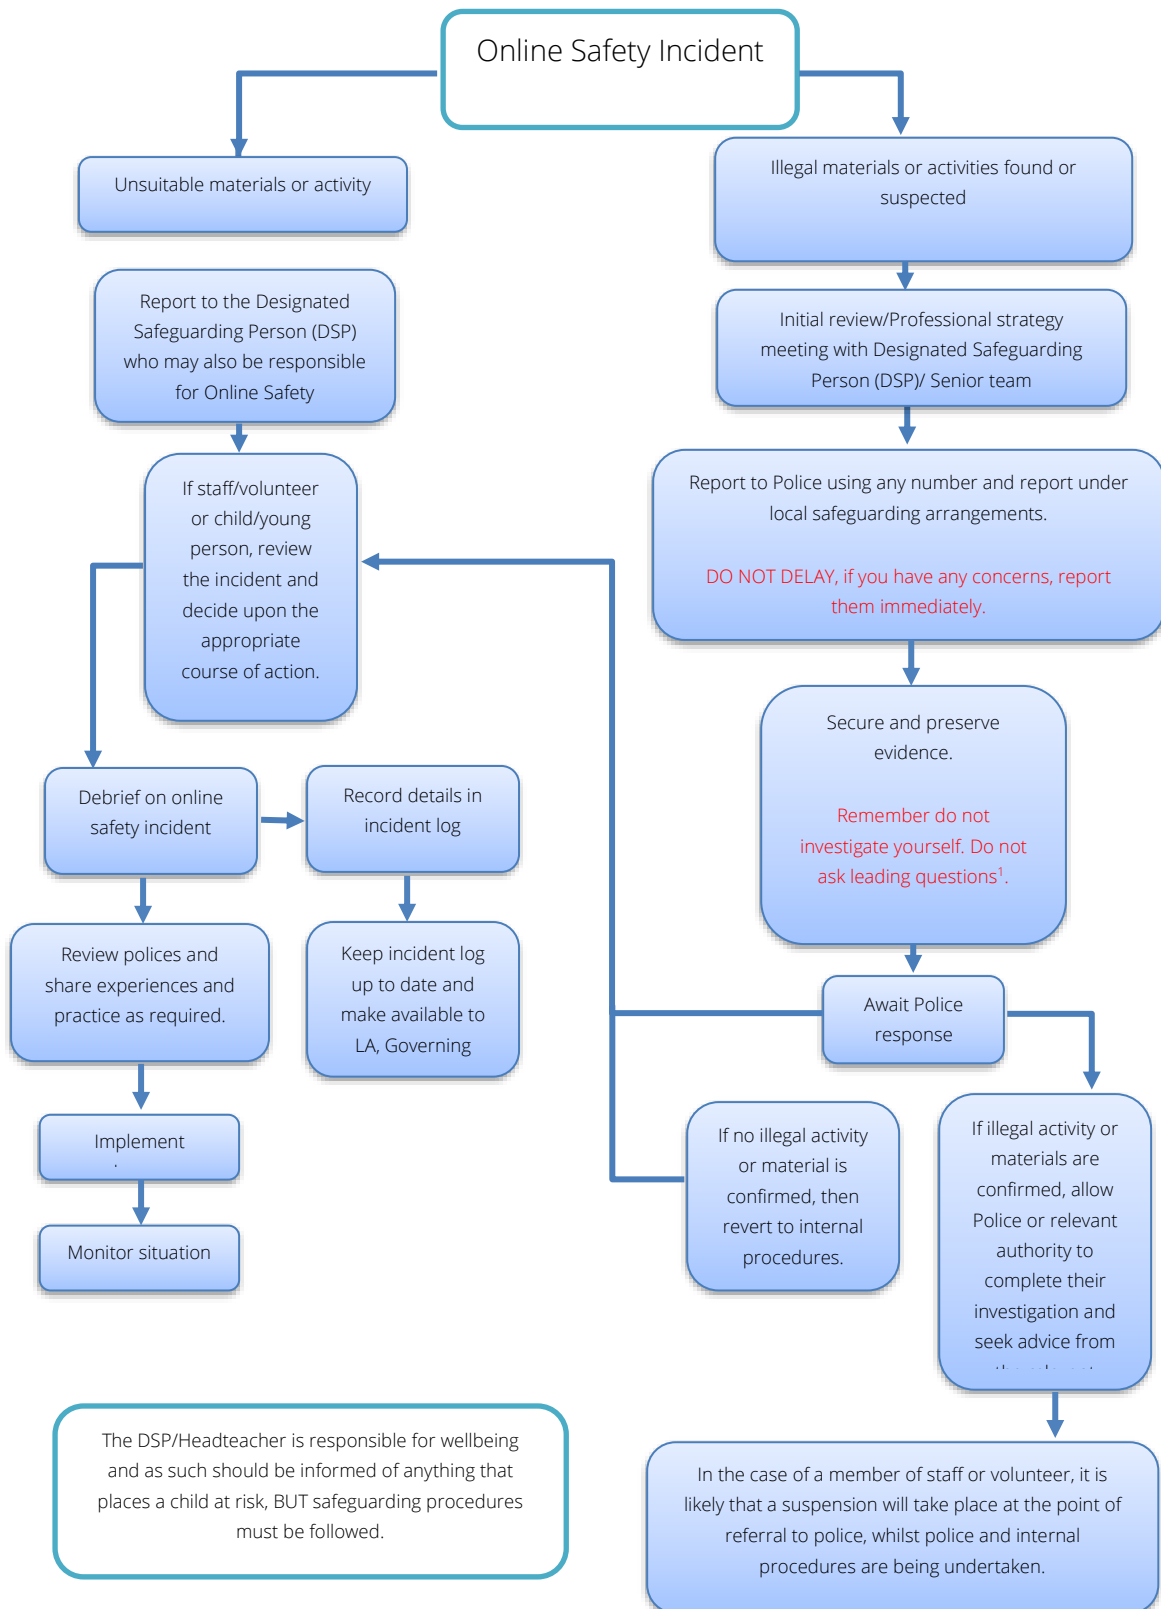 Online Safety Incident
Unsuitable materials or activity
Report to the Designated
Safeguarding Person (DSP)
who may also be responsible
for Online Safety
If staff/volunteer
or child/young
person, review
the incident and
decide upon the
appropriate
course of action.
Debrief on online
safety incident
Record details in
incident log
Review polices and
share experiences and
practice as required.
Keep incident log
up to date and
make available to
LA, Governing
Implement
Monitor situation
Illegal materials or activities found or
suspected
Initial review/Professional strategy
meeting with Designated Safeguarding
Person (DSP)/ Senior team
Report to Police using any number and report under
local safeguarding arrangements.
DO NOT DELAY, if you have any concerns, report
them immediately.
Secure and preserve
evidence.
Remember do not
investigate yourself. Do not
ask leading questions¹.
Await Police
response
If no illegal activity
or material is
confirmed, then
revert to internal
procedures.
If illegal activity or
materials are
confirmed, allow
Police or relevant
authority to
complete their
investigation and
seek advice from
In the case of a member of staff or volunteer, it is
likely that a suspension will take place at the point of
referral to police, whilst police and internal
procedures are being undertaken.
The DSP/Headteacher is responsible for wellbeing
and as such should be informed of anything that
places a child at risk, BUT safeguarding procedures
must be followed.